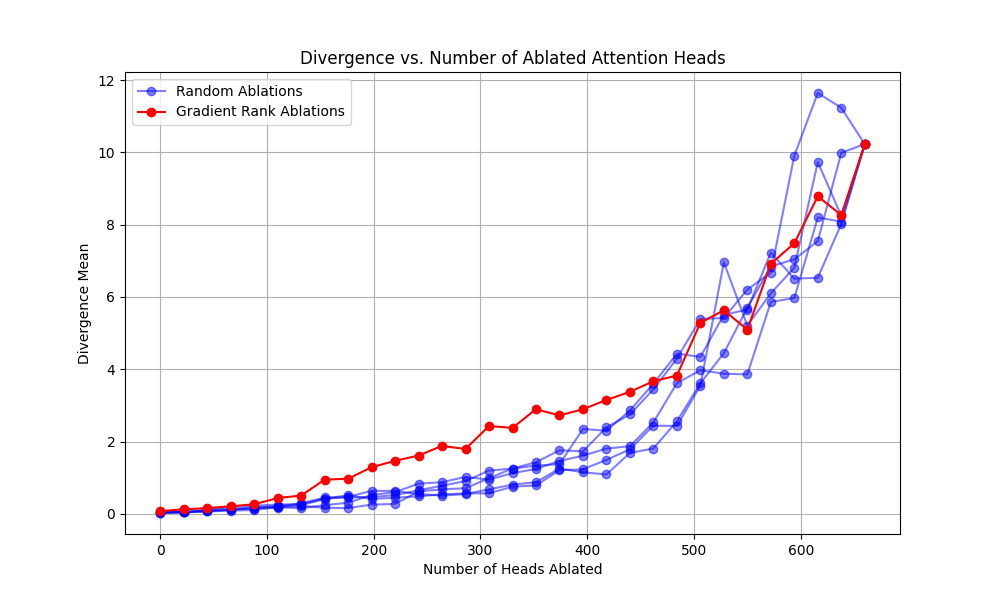 Divergence vs. Number of Ablated Attention Heads
Random Ablations
Gradient Rank Ablations
12
10
8
6
4
2
0
Divergence Mean
0 100 200 300 400 500 600
Number of Heads Ablated